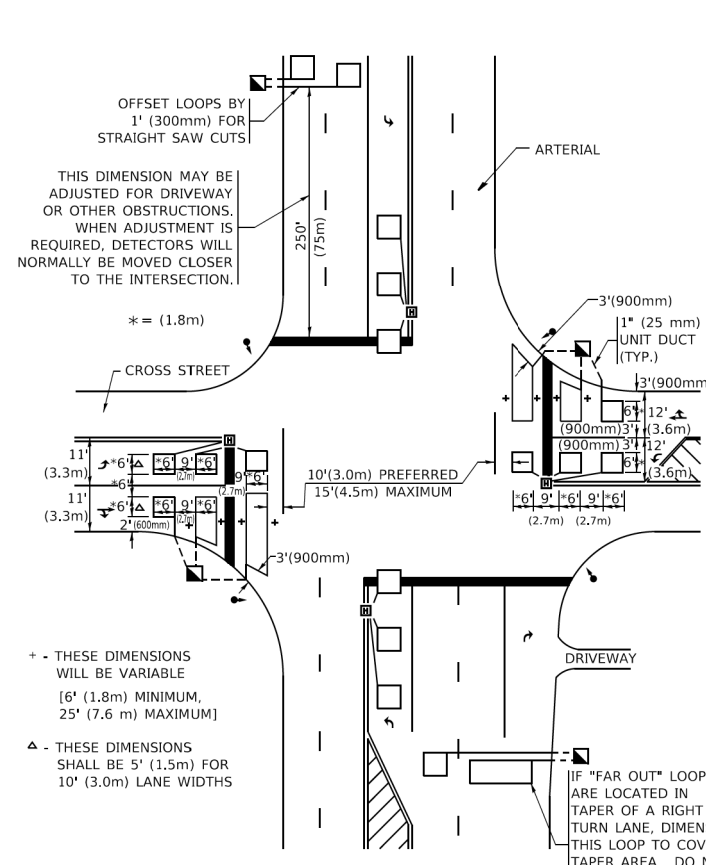 OFFSET LOOPS BY
1' (300mm) FOR
STRAIGHT SAW CUTS
THIS DIMENSION MAY BE
ADJUSTED FOR DRIVEWAY
OR OTHER OBSTRUCTIONS.
WHEN ADJUSTMENT IS
REQUIRED, DETECTORS WILL
NORMALLY BE MOVED CLOSER
TO THE INTERSECTION.
250'
(75m)
ARTERIAL
* = (1.8m)
CROSS STREET
3'(900mm)
1" (25 mm)
UNIT DUCT
(TYP.)
3'(900mm
6'* 12'
(3.6m)
(900mm)3'
(900mm)3' 12'
6'*
(3.6m)
H
H
H
H
11'
(3.3m)
*6' △ *6' 9' *6'
(2.7m)
*6'
9'*6'
(2.7m)
11'
(3.3m)
*6' △ *6' 9' *6'
(2.7m)
2' (600mm)
10'(3.0m) PREFERRED
15'(4.5m) MAXIMUM
*6' 9' *6' 9' *6'
(2.7m) (2.7m)
3'(900mm)
+ - THESE DIMENSIONS
WILL BE VARIABLE
[6' (1.8m) MINIMUM,
25' (7.6 m) MAXIMUM]
△ - THESE DIMENSIONS
SHALL BE 5' (1.5m) FOR
10' (3.0m) LANE WIDTHS
DRIVEWAY
IF "FAR OUT" LOOP
ARE LOCATED IN
TAPER OF A RIGHT
TURN LANE, DIMEN
THIS LOOP TO COV
TAPER AREA. DO N